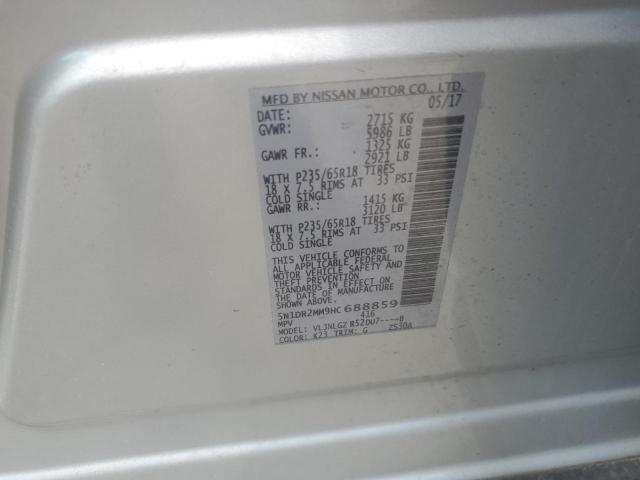 MFD BY NISSAN MOTOR CO., LTD.
DATE: 05/17
GVWR: 2715 KG
5986 LB
GAWR FR.: 1325 KG
2921 LB
WITH P235/65R18 TIRES
18 X 7.5 RIMS AT 33 PSI
COLD SINGLE
GAWR RR.: 1415 KG
3120 LB
WITH P235/65R18 TIRES
18 X 7.5 RIMS AT 33 PSI
COLD SINGLE
THIS VEHICLE CONFORMS TO
ALL APPLICABLE FEDERAL
MOTOR VEHICLE SAFETY AND
THEFT PREVENTION
STANDARDS IN EFFECT ON
THE DATE OF MANUFACTURE
SHOWN ABOVE.
5N1DR2MM9HC688859
MPV 416
MODEL: VLJNLGZ R52DU7----B
COLOR: K23 TRIM: G ZS30A